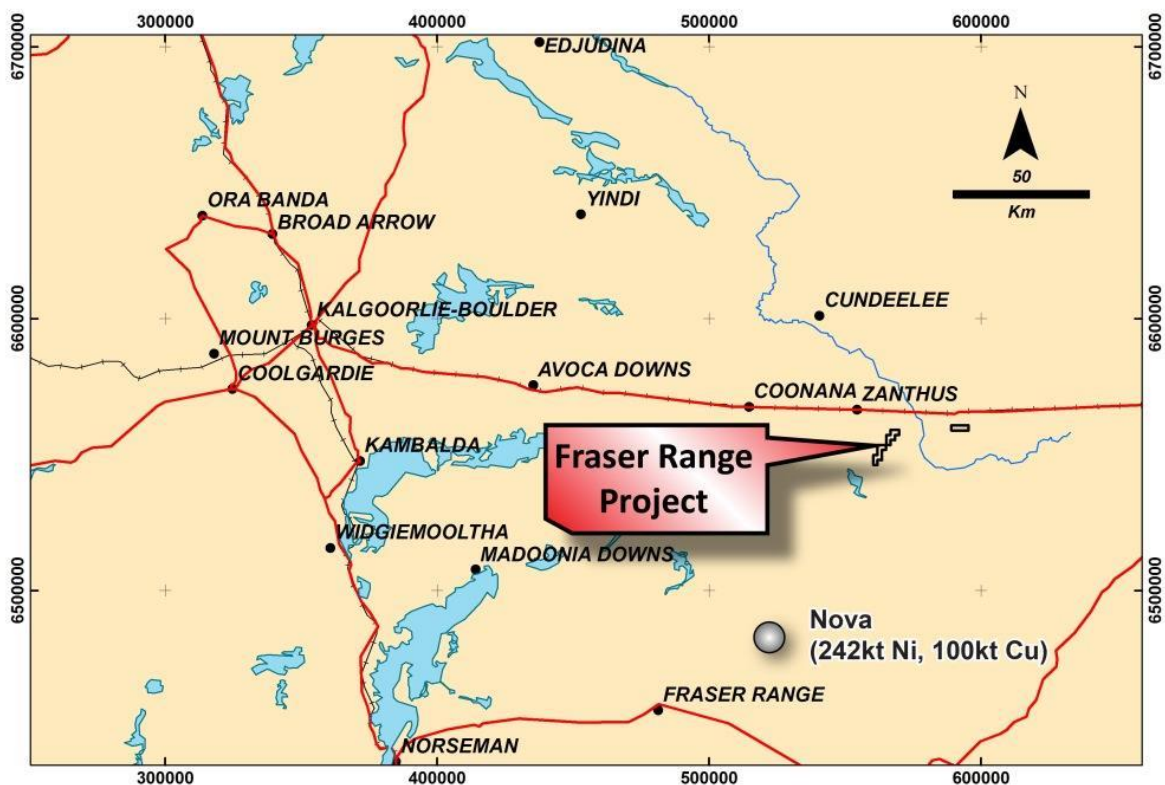 300000 400000 500000 600000
6700000
6700000
EDJUDINA
N
50
Km
ORA BANDA
YINDI
BROAD ARROW
KALGOORLIE-BOULDER
CUNDEELEE
6600000
6600000
MOUNT BURGES
COOLGARDIE
AVOCA DOWNS
COONANA
ZANTHUS
KAMBALDA
Fraser Range
Project
WIDGIEMOOLTHA
MADOONIA DOWNS
6500000
6500000
Nova
(242kt Ni, 100kt Cu)
FRASER RANGE
NORSEMAN
300000 400000 500000 600000